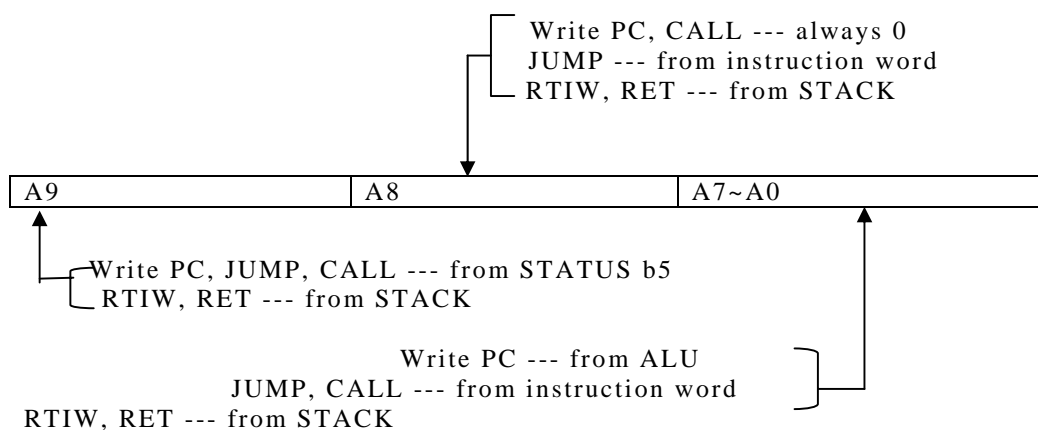 Write PC, CALL --- always 0
JUMP --- from instruction word
RTIW, RET --- from STACK
A9 A8 A7~A0
Write PC, JUMP, CALL --- from STATUS b5
RTIW, RET --- from STACK
Write PC --- from ALU
JUMP, CALL --- from instruction word
RTIW, RET --- from STACK